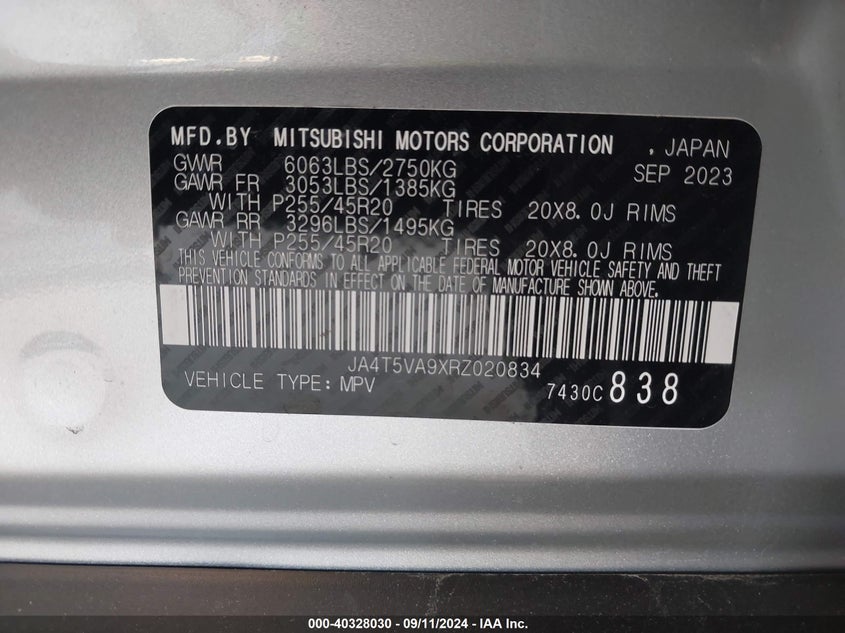 MFD.BY MITSUBISHI MOTORS CORPORATION , JAPAN
GVWR 6063LBS/2750KG SEP 2023
GAWR FR 3053LBS/1385KG
WITH P255/45R20 TIRES 20X8.0J RIMS
GAWR RR 3296LBS/1495KG
WITH P255/45R20 TIRES 20X8.0J RIMS
THIS VEHICLE CONFORMS TO ALL APPLICABLE FEDERAL MOTOR VEHICLE SAFETY AND THEFT
PREVENTION STANDARDS IN EFFECT ON THE DATE OF MANUFACTURE SHOWN ABOVE.
JA4T5VA9XRZ020834
VEHICLE TYPE:MPV 7430C 838
000-40328030 - 09/11/2024 - IAA Inc.